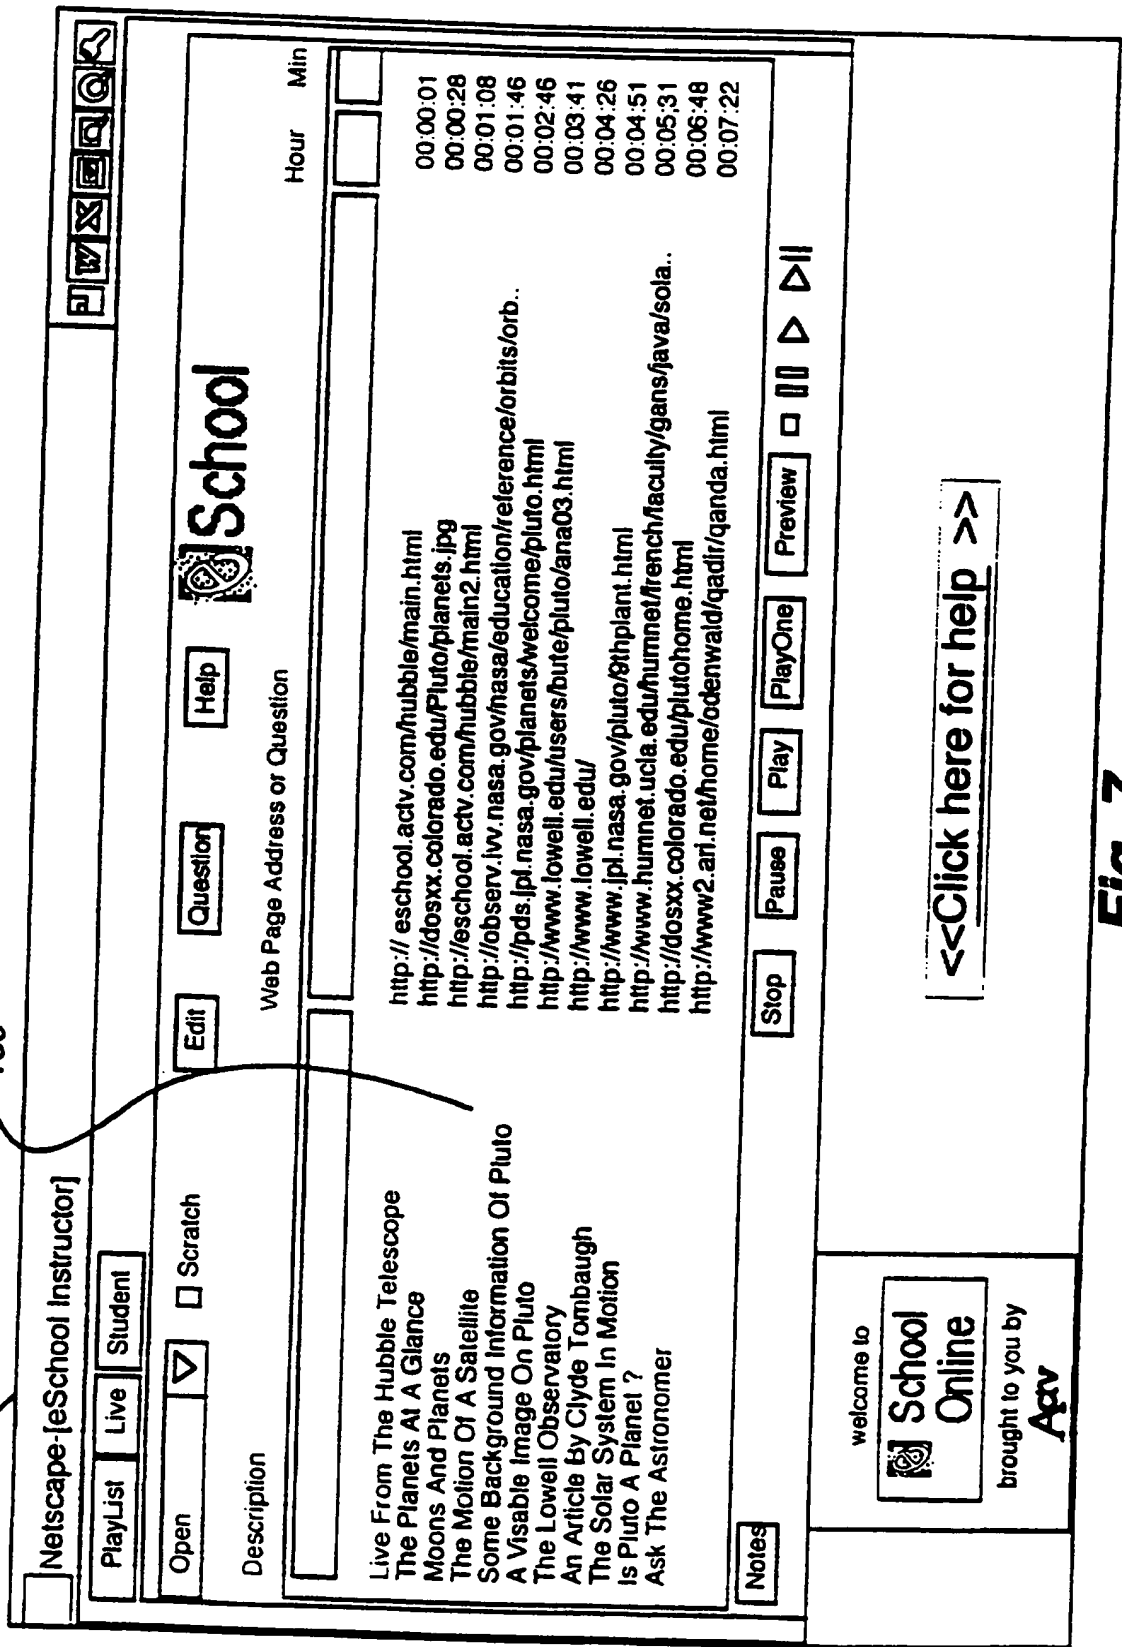 Netscape-[eSchool Instructor]
PlayList Live Student
Open Scratch Edit Question Help School
Description Web Page Address or Question Hour Min
Live From The Hubble Telescope http:// eschool.actv.com/hubble/main.html 00:00:01
The Planets At A Glance http://dosxx.colorado.edu/Pluto/planets.jpg 00:00:28
Moons And Planets http://eschool.actv.com/hubble/main2.html 00:01:08
The Motion Of A Satellite http://observ.ivv.nasa.gov/nasa/education/reference/orbits/orb.. 00:01:46
Some Background Information Of Pluto http://pds.jpl.nasa.gov/planets/welcome/pluto.html 00:02:46
A Visable Image On Pluto http://www.lowell.edu/users/bute/pluto/ana03.html 00:03:41
The Lowell Observatory http://www.lowell.edu/ 00:04:26
An Article By Clyde Tombaugh http://www.jpl.nasa.gov/pluto/9thplant.html 00:04:51
The Solar System In Motion http://www.humnet.ucla.edu/humnet/french/faculty/gans/java/sola.. 00:05;31
Is Pluto A Planet ? http://dosxx.colorado.edu/plutohome.html 00:06:48
Ask The Astronomer http://www2.ari.net/home/odenwald/qadir/qanda.html 00:07:22
Notes Stop Pause Play PlayOne Preview
welcome to
School
Online
brought to you by
Actv
<<Click here for help >>